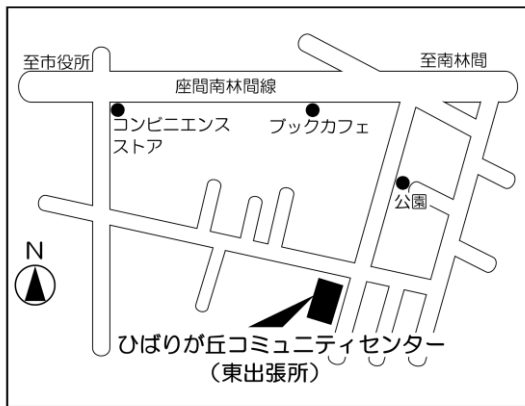 至市役所
至南林間
座間南林間線
コンビニエンス
ストア
ブックカフェ
公園
N
ひばりが丘コミュニティセンター
（東出張所）